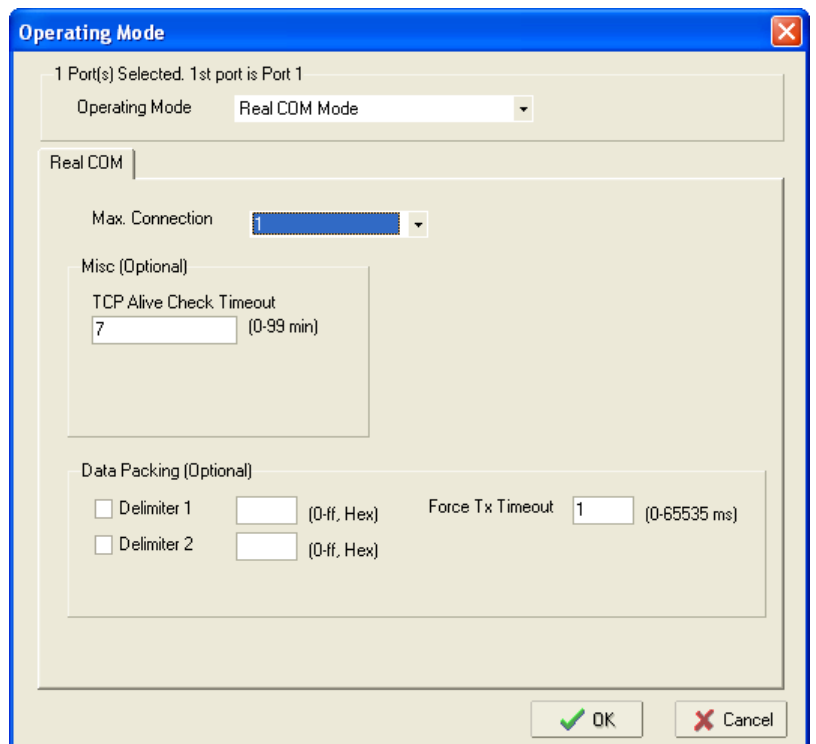 Operating Mode
1 Port(s) Selected. 1st port is Port 1
Operating Mode Real COM Mode
Real COM
Max. Connection 1
Misc (Optional)
TCP Alive Check Timeout
7 (0-99 min)
Data Packing (Optional)
Delimiter 1 (0-ff, Hex) Force Tx Timeout 1 (0-65535 ms)
Delimiter 2 (0-ff, Hex)
OK Cancel